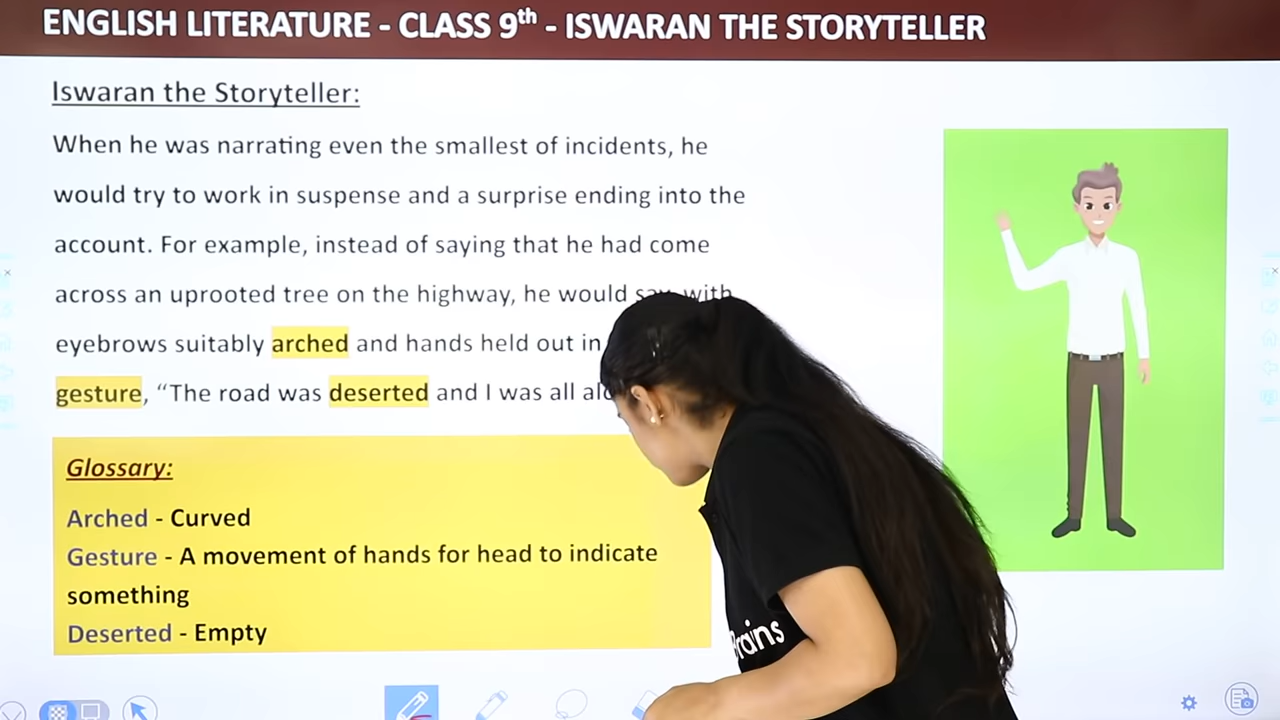 ENGLISH LITERATURE - CLASS 9th - ISWARAN THE STORYTELLER
Iswaran the Storyteller:
When he was narrating even the smallest of incidents, he
would try to work in suspense and a surprise ending into the
account. For example, instead of saying that he had come
across an uprooted tree on the highway, he would say, with
eyebrows suitably arched and hands held out in
gesture, “The road was deserted and I was all
Glossary:
Arched - Curved
Gesture - A movement of hands for head to indicate
something
Deserted - Empty